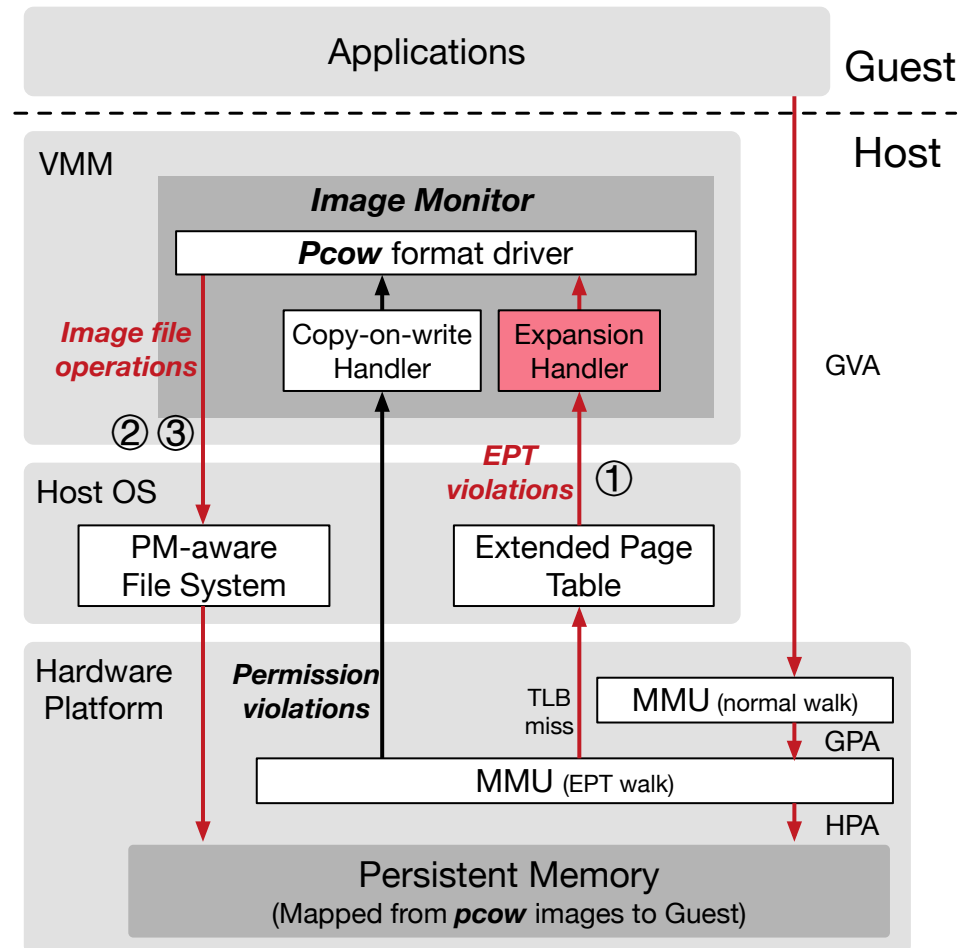 Applications
Guest
Host
VMM
Image Monitor
Pcow format driver
Image file
operations
Copy-on-write
Handler
Expansion
Handler
GVA
② ③
EPT
violations
①
Host OS
PM-aware
File System
Extended Page
Table
Hardware
Platform
Permission
violations
TLB
miss
MMU (normal walk)
GPA
MMU (EPT walk)
HPA
Persistent Memory
(Mapped from pcow images to Guest)